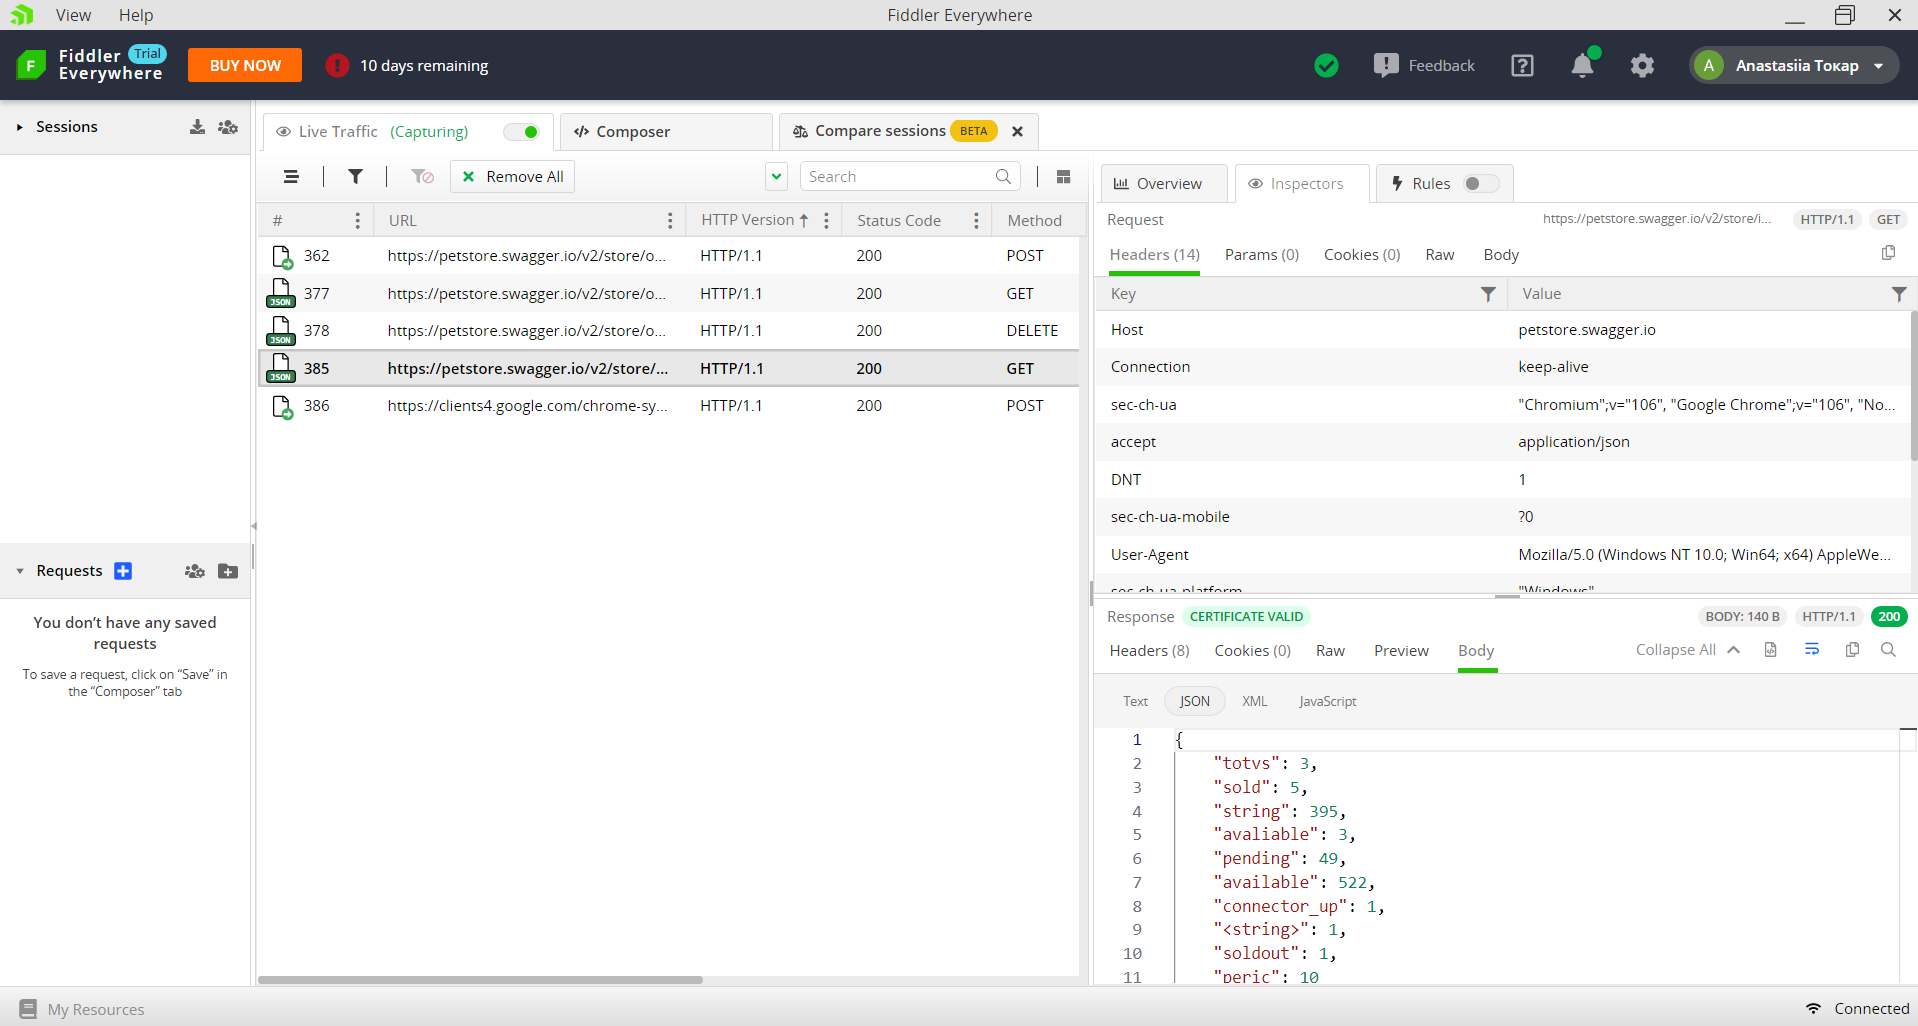 View Help Fiddler Everywhere
Fiddler Everywhere Trial BUY NOW 10 days remaining Feedback Anastasiia Токар
Sessions
Live Traffic (Capturing) Composer Compare sessions BETA
Remove All Search
# URL HTTP Version Status Code Method
362 https://petstore.swagger.io/v2/store/o... HTTP/1.1 200 POST
377 https://petstore.swagger.io/v2/store/o... HTTP/1.1 200 GET
378 https://petstore.swagger.io/v2/store/o... HTTP/1.1 200 DELETE
385 https://petstore.swagger.io/v2/store/... HTTP/1.1 200 GET
386 https://clients4.google.com/chrome-sy... HTTP/1.1 200 POST
JSON
JSON
JSON
Requests
You don't have any saved
requests
To save a request, click on “Save” in
the “Composer” tab
Overview Inspectors Rules
Request https://petstore.swagger.io/v2/store/i... HTTP/1.1 GET
Headers (14) Params (0) Cookies (0) Raw Body
Key Value
Host petstore.swagger.io
Connection keep-alive
sec-ch-ua "Chromium";v="106", "Google Chrome";v="106", "No...
accept application/json
DNT 1
sec-ch-ua-mobile ?0
User-Agent Mozilla/5.0 (Windows NT 10.0; Win64; x64) AppleWe...
sec-ch-ua-platform "Windows"
Response CERTIFICATE VALID BODY: 140 B HTTP/1.1 200
Headers (8) Cookies (0) Raw Preview Body Collapse All
Text JSON XML JavaScript
1 {
2 "totvs": 3,
3 "sold": 5,
4 "string": 395,
5 "avaliable": 3,
6 "pending": 49,
7 "available": 522,
8 "connector_up": 1,
9 "<string>": 1,
10 "soldout": 1,
11 "peric": 10
My Resources Connected